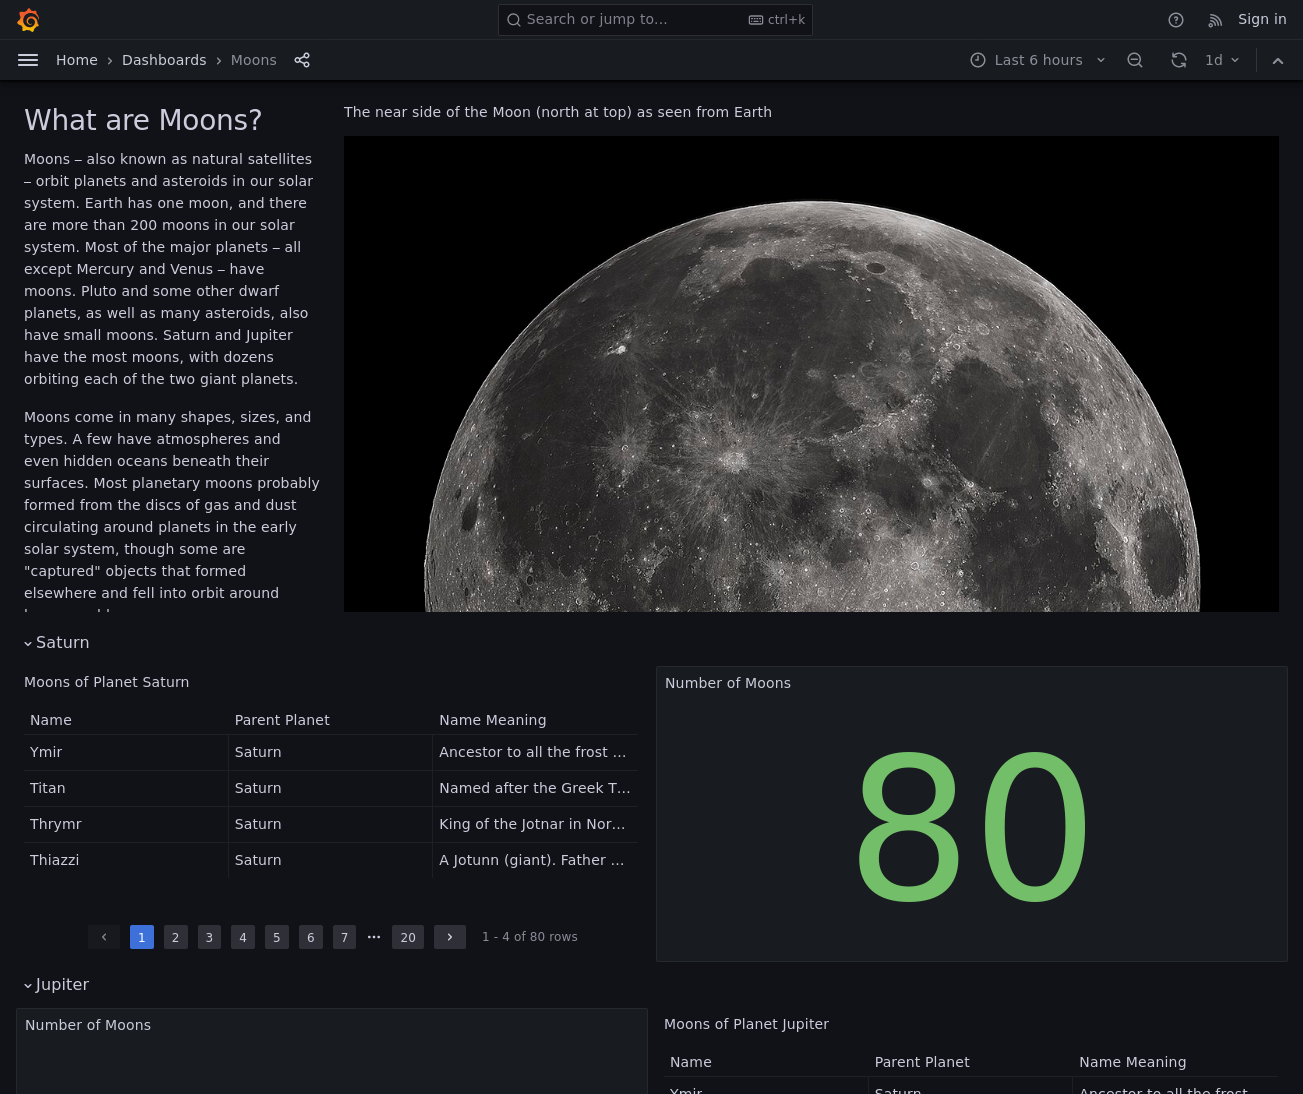 Search or jump to...
ctrl+k
Sign in
Home › Dashboards › Moons
Last 6 hours
1d
What are Moons?
Moons – also known as natural satellites
– orbit planets and asteroids in our solar
system. Earth has one moon, and there
are more than 200 moons in our solar
system. Most of the major planets – all
except Mercury and Venus – have
moons. Pluto and some other dwarf
planets, as well as many asteroids, also
have small moons. Saturn and Jupiter
have the most moons, with dozens
orbiting each of the two giant planets.
Moons come in many shapes, sizes, and
types. A few have atmospheres and
even hidden oceans beneath their
surfaces. Most planetary moons probably
formed from the discs of gas and dust
circulating around planets in the early
solar system, though some are
"captured" objects that formed
elsewhere and fell into orbit around
The near side of the Moon (north at top) as seen from Earth
Saturn
Moons of Planet Saturn
Name Parent Planet Name Meaning
Ymir Saturn Ancestor to all the frost ...
Titan Saturn Named after the Greek T...
Thrymr Saturn King of the Jotnar in Nor...
Thiazzi Saturn A Jotunn (giant). Father ...
1 2 3 4 5 6 7 ... 20 1 - 4 of 80 rows
Number of Moons
80
Jupiter
Number of Moons
Moons of Planet Jupiter
Name Parent Planet Name Meaning
Ymir Saturn Ancestor to all the frost